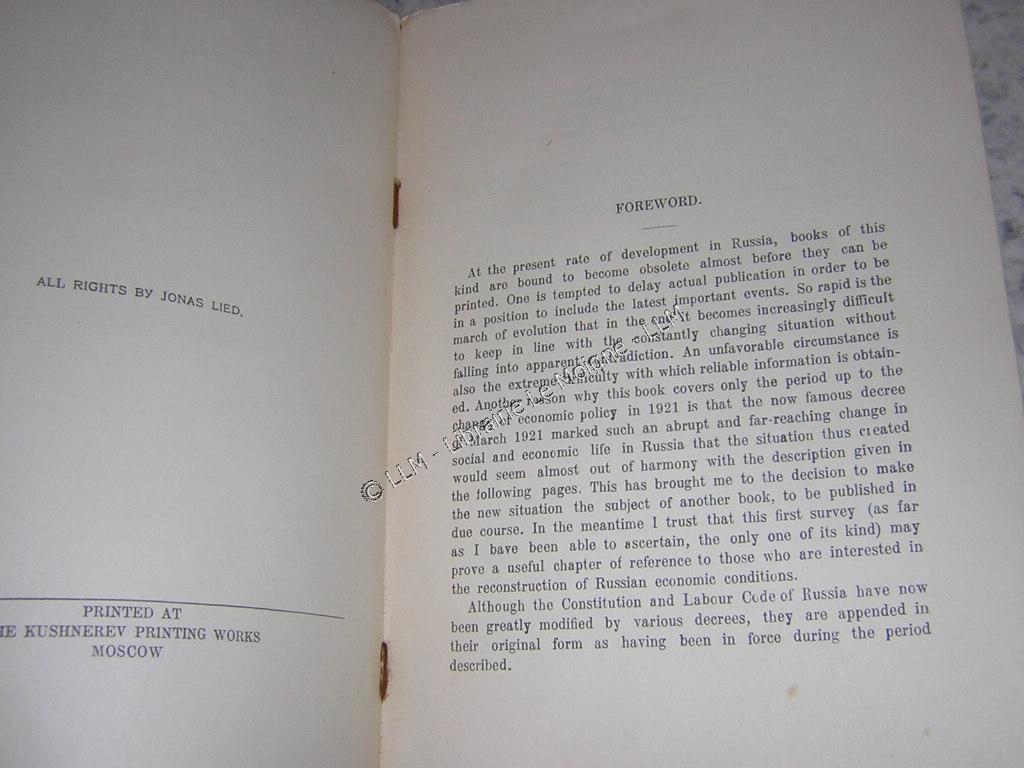 ALL RIGHTS BY JONAS LIED.
PRINTED AT
HE KUSHNEREV PRINTING WORKS
MOSCOW
FOREWORD.
At the present rate of development in Russia, books of this
kind are bound to become obsolete almost before they can be
printed. One is tempted to delay actual publication in order to be
in a position to include the latest important events. So rapid is the
march of evolution that in the end it becomes increasingly difficult
to keep in line with the constantly changing situation without
falling into apparent contradiction. An unfavorable circumstance is
also the extreme difficulty with which reliable information is obtain-
ed. Another reason why this book covers only the period up to the
change of economic policy in 1921 is that the now famous decree
of March 1921 marked such an abrupt and far-reaching change in
social and economic life in Russia that the situation thus created
would seem almost out of harmony with the description given in
the following pages. This has brought me to the decision to make
the new situation the subject of another book, to be published in
due course. In the meantime I trust that this first survey (as far
as I have been able to ascertain, the only one of its kind) may
prove a useful chapter of reference to those who are interested in
the reconstruction of Russian economic conditions.
Although the Constitution and Labour Code of Russia have now
been greatly modified by various decrees, they are appended in
their original form as having been in force during the period
described.
© LLM - Librairie Le Moigne - LLM